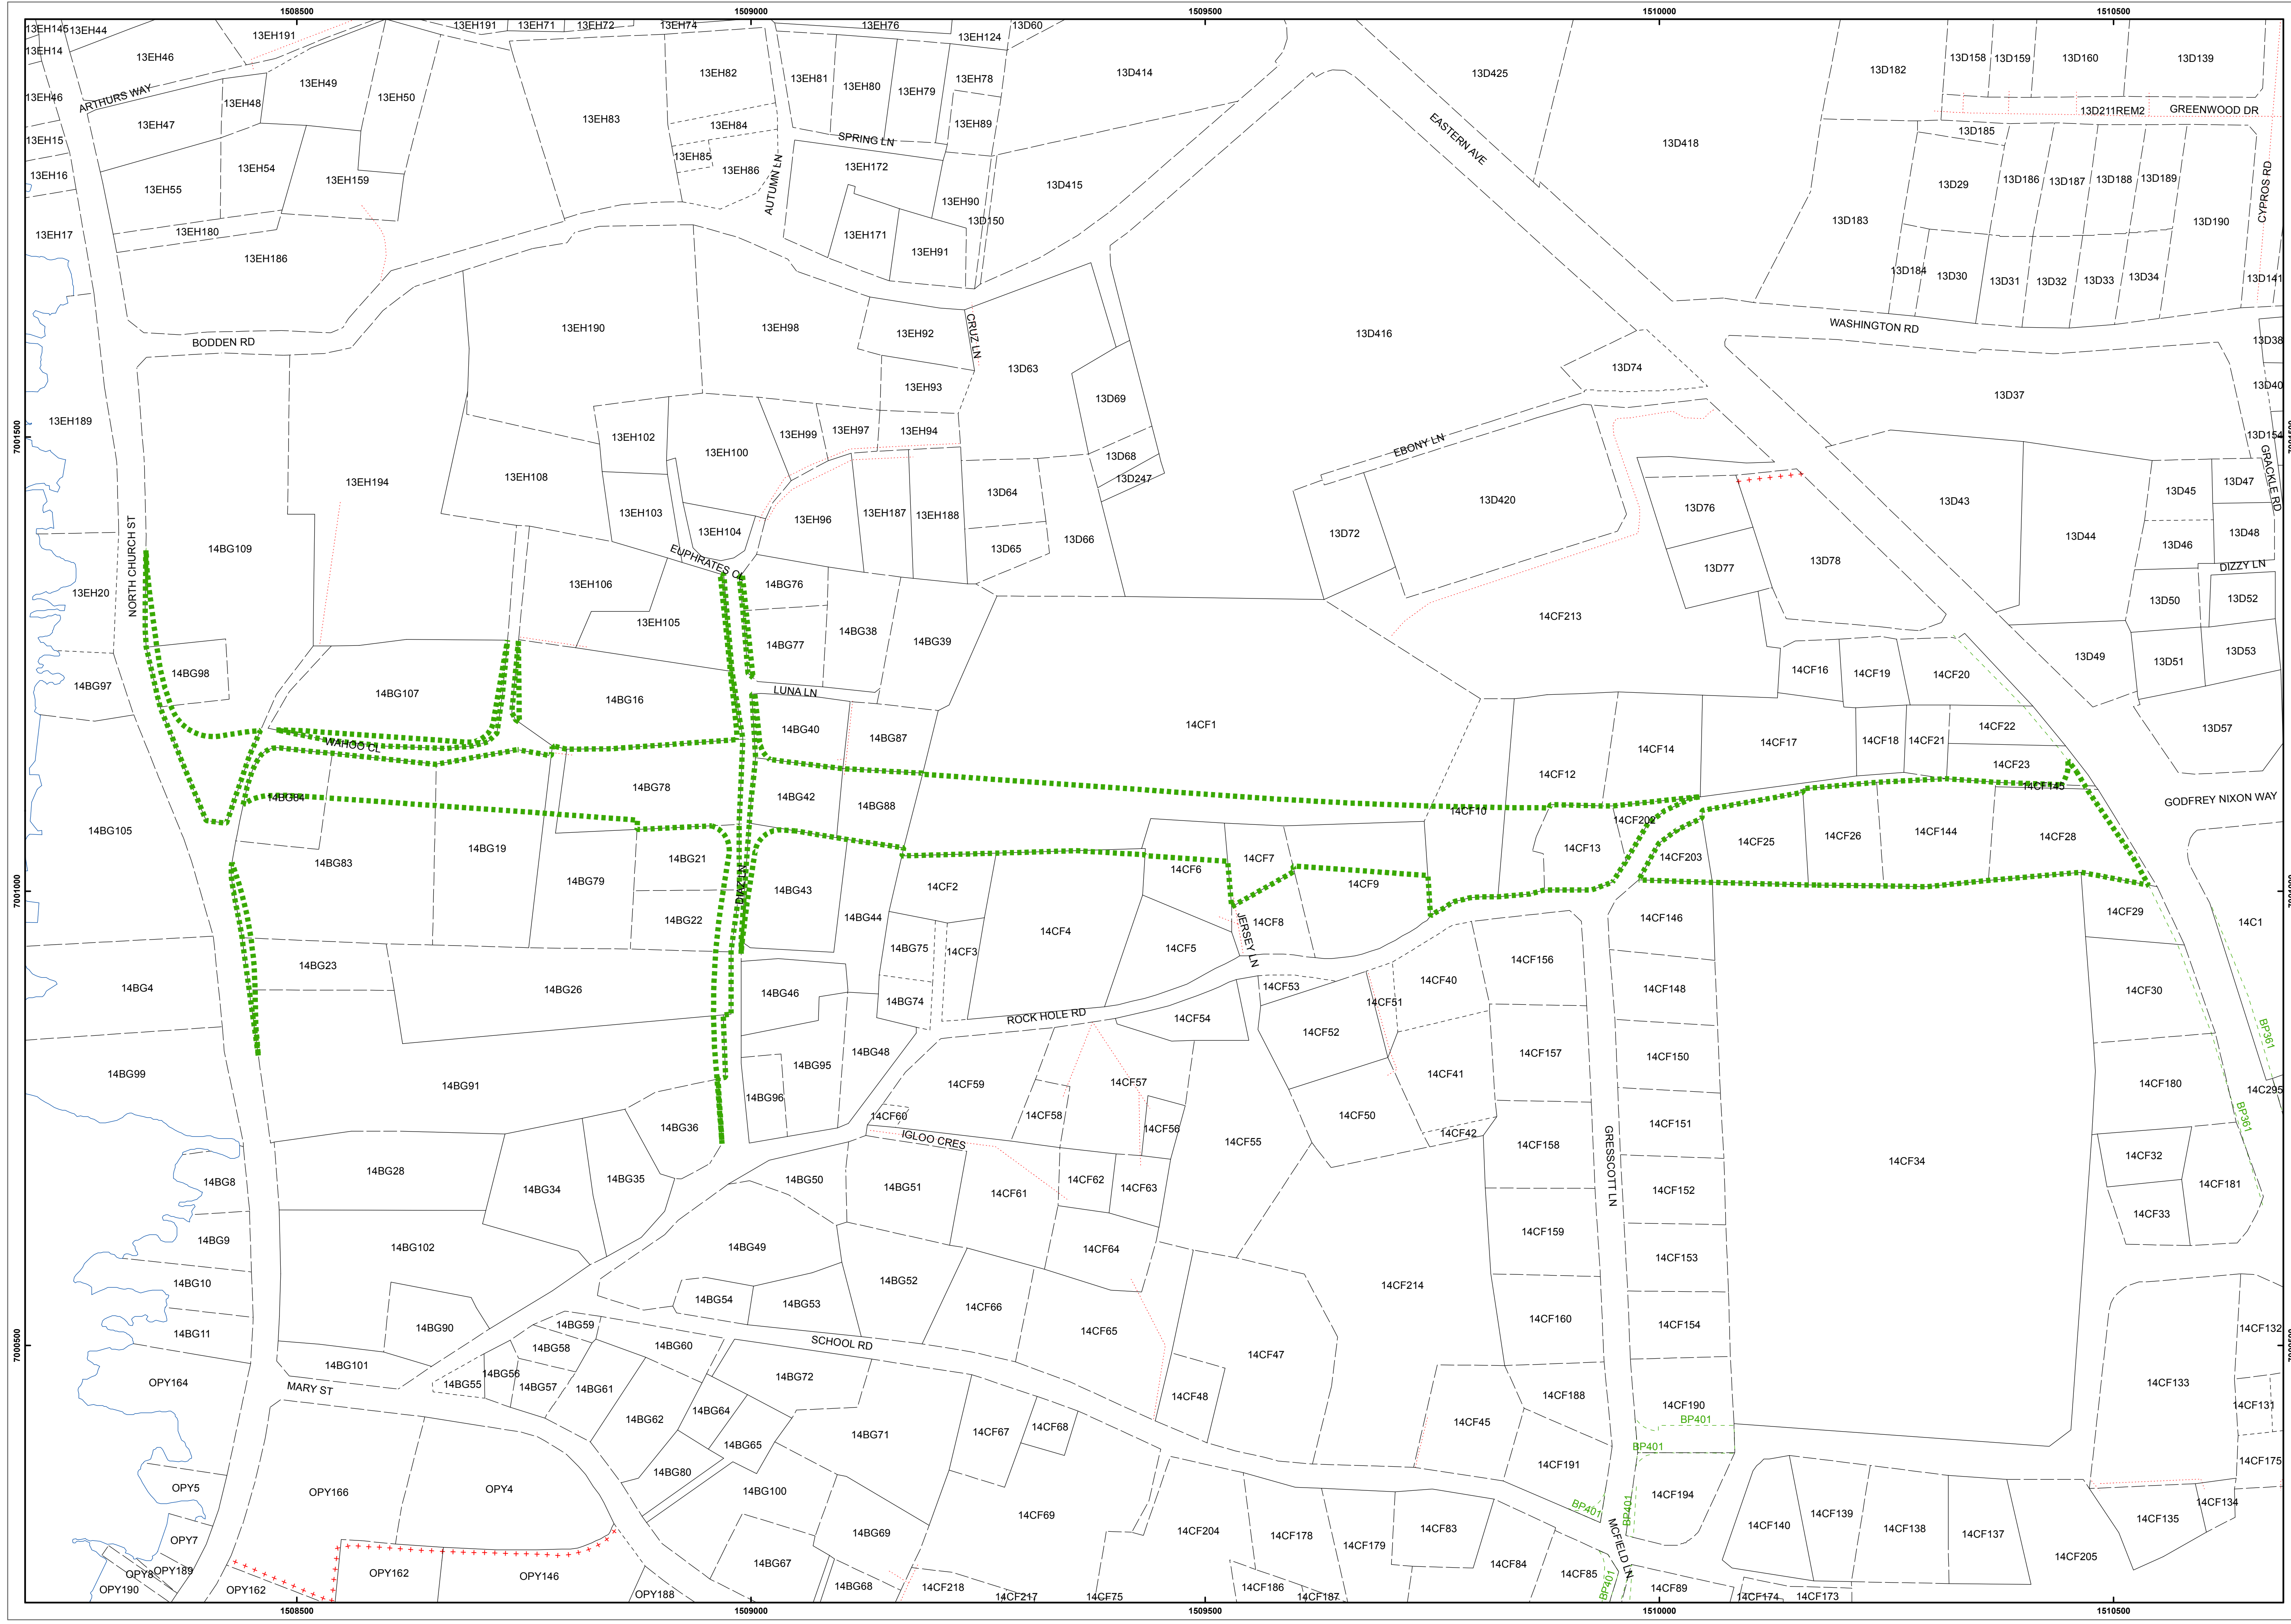 1508500
1509000
1509500
1510000
1510500
13EH145
13EH44
13EH191
13EH191
13EH71
13EH72
13EH74
13EH76
13D60
13EH124
13EH14
13EH46
13EH49
13EH50
13EH82
13EH81
13EH80
13EH79
13EH78
13D414
13D425
13D182
13D158
13D159
13D160
13D139
13EH46
ARTHURS WAY
13EH48
13EH47
13EH83
13EH84
13EH89
EASTERN AVE
13D211REM2
GREENWOOD DR
13EH15
SPRING LN
13D185
13D418
13EH16
13EH55
13EH54
13EH159
13EH85
13EH86
AUTUMN LN
13EH172
13EH90
13D415
13D29
13D186
13D187
13D188
13D189
CYPROS RD
13EH17
13EH180
13EH171
13D150
13D183
13D190
13EH186
13EH91
13D184
13D30
13D31
13D32
13D33
13D34
13D141
BODDEN RD
13EH190
13EH98
13EH92
CRUZ LN
13D416
WASHINGTON RD
13D38
13D63
13D74
13EH93
13D40
13D69
13D37
13EH189
13EH102
13EH99
13EH97
13EH94
EBONY LN
13D154
7001500
13EH100
13D68
GRACKLE RD
13EH194
13EH108
13D247
13D420
13D43
13D45
13D47
13D64
13EH103
13EH104
13EH96
13EH187
13EH188
13D72
13D76
NORTH CHURCH ST
14BG109
13D65
13D66
13D44
13D46
13D48
EUPHRATES CL
13D77
13D78
DIZZY LN
13EH20
13EH106
14BG76
13D50
13D52
13EH105
14BG77
14BG38
14BG39
14CF213
13D49
13D51
13D53
14BG97
14BG98
14CF16
14CF19
14CF20
14BG107
14BG16
LUNA LN
14CF1
14BG40
14BG87
14CF14
14CF17
14CF18
14CF21
14CF22
13D57
WAHOO CL
14CF12
14CF23
14BG84
14BG78
14BG42
14BG88
14CF10
14CF145
GODFREY NIXON WAY
14BG105
14CF202
14BG83
14BG19
14BG21
14CF7
14CF13
14CF203
14CF25
14CF26
14CF144
14CF28
14BG79
14BG43
14CF2
14CF6
14CF9
7001000
DIAZ LN
14BG22
14BG44
14CF8
14CF146
14CF29
14C1
14CF4
JERSEY LN
14BG75
14CF3
14CF5
14CF156
14BG23
14BG4
14BG26
14BG46
14CF53
14CF40
14CF148
14CF30
14BG74
ROCK HOLE RD
14CF54
14CF51
14CF52
BP361
14BG48
14CF157
14CF150
14BG99
14BG91
14BG95
14CF59
14CF57
14CF41
14CF180
14C295
14BG96
14CF60
14CF58
14CF56
14CF50
14CF151
BP361
14BG36
IGLOO CRES
14CF55
14CF42
14CF158
GRESSCOTT LN
14CF32
14BG28
14BG35
14BG50
14BG51
14CF61
14CF62
14CF63
14CF34
14CF181
14BG8
14BG34
14CF152
14CF33
14BG9
14BG102
14BG49
14CF64
14CF159
14CF153
14BG10
14BG52
14CF214
14BG54
14BG53
14CF66
14BG11
14BG90
14BG59
14CF65
14CF160
14CF154
14CF132
SCHOOL RD
7000500
14BG101
14BG58
14BG60
14CF47
MARY ST
14BG55
14BG56
14BG57
14BG61
14BG72
OPY164
14CF48
14CF188
14CF190
14CF133
14CF131
14BG62
14BG64
14CF67
14CF68
14CF45
BP401
14BG71
14BG65
BP401
14CF175
14BG80
14CF191
OPY5
OPY166
OPY4
14BG100
14CF69
BP401
BP401
14CF194
14CF134
14BG69
14CF204
14CF178
14CF83
14CF140
14CF139
14CF138
14CF137
14CF135
OPY7
14CF179
MCFIELD LN
14CF205
OPY8
OPY189
OPY190
OPY162
OPY162
OPY146
OPY188
14BG67
14BG68
14CF218
14CF217
14CF75
14CF186
14CF187
14CF84
14CF85
BP401
14CF89
14CF174
14CF173
1508500
1509000
1509500
1510000
1510500